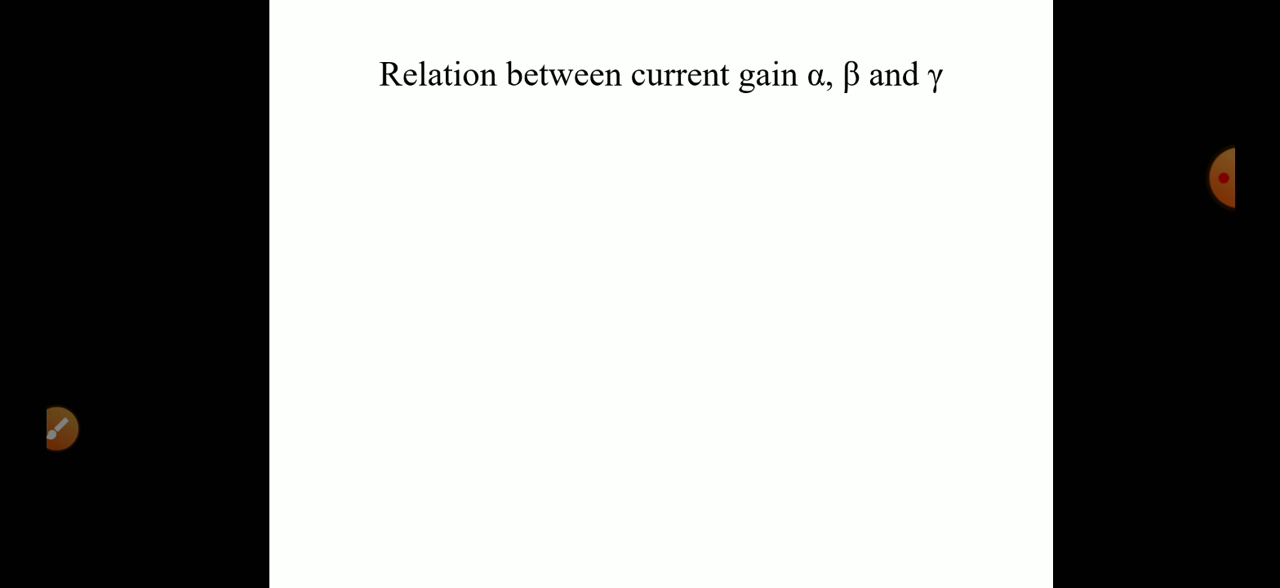 Relation between current gain α, β and γ